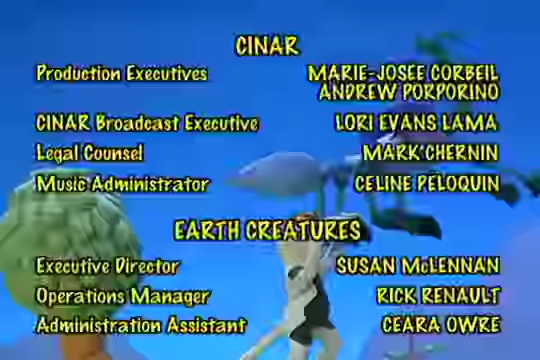 CINAR
Production Executives MARIE-JOSEE CORBEIL
ANDREW PORPORINO
CINAR Broadcast Executive LORI EVANS LAMA
Legal Counsel MARK CHERNIN
Music Administrator CELINE PELOQUIN
EARTH CREATURES
Executive Director SUSAN McLENNAN
Operations Manager RICK RENAULT
Administration Assistant CEARA OWRE